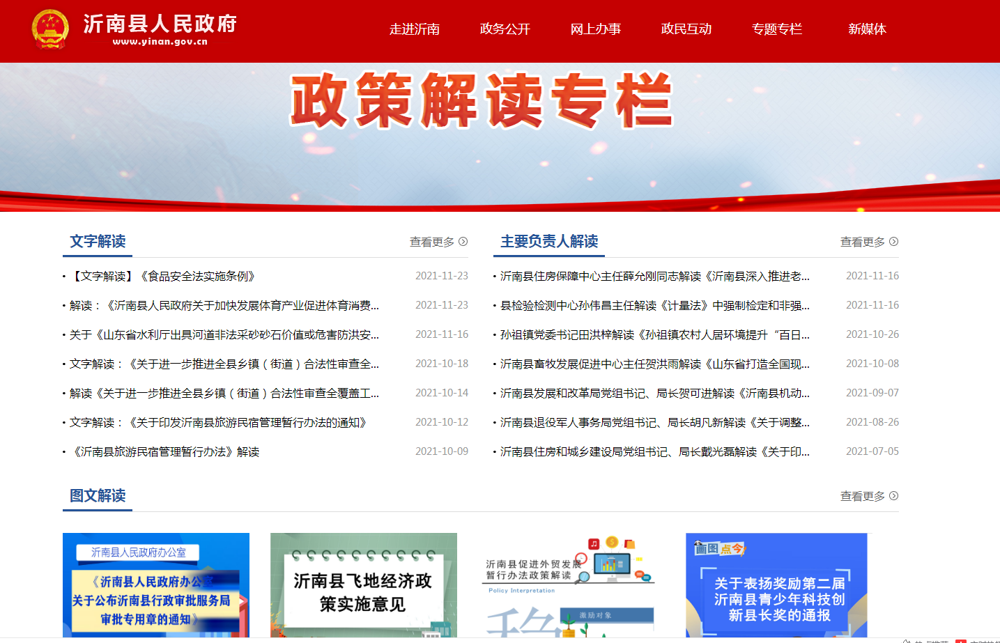 沂南县人民政府
www.yinan.gov.cn
走进沂南 政务公开 网上办事 政民互动 专题专栏 新媒体
政策解读专栏
文字解读 查看更多
·【文字解读】《食品安全法实施条例》 2021-11-23
·解读：《沂南县人民政府关于加快发展体育产业促进体育消费... 2021-11-23
·关于《山东省水利厅出具河道非法采砂砂石价值或危害防洪安... 2021-11-16
·文字解读：《关于进一步推进全县乡镇（街道）合法性审查全... 2021-10-18
·解读《关于进一步推进全县乡镇（街道）合法性审查全覆盖工... 2021-10-14
·文字解读：《关于印发沂南县旅游民宿管理暂行办法的通知》 2021-10-12
·《沂南县旅游民宿管理暂行办法》解读 2021-10-09
主要负责人解读 查看更多
·沂南县住房保障中心主任薛允刚同志解读《沂南县深入推进老... 2021-11-16
·县检验检测中心孙伟昌主任解读《计量法》中强制检定和非强... 2021-11-16
·孙祖镇党委书记田洪梓解读《孙祖镇农村人居环境提升“百日... 2021-10-26
·沂南县畜牧发展促进中心主任贺洪雨解读《山东省打造全国现... 2021-10-08
·沂南县发展和改革局党组书记、局长贺可进解读《沂南县机动... 2021-09-07
·沂南县退役军人事务局党组书记、局长胡凡新解读《关于调整... 2021-08-26
·沂南县住房和城乡建设局党组书记、局长戴光磊解读《关于印... 2021-07-05
图文解读 查看更多
沂南县人民政府办公室
《沂南县人民政府办公室
关于公布沂南县行政审批服务局
审批专用章的通知》
沂南县飞地经济政
策实施意见
沂南县促进外贸发展
暂行办法政策解读
Policy Interpretation
稳
激励对象
画图点今
关于表扬奖励第二届
沂南县青少年科技创
新县长奖的通报